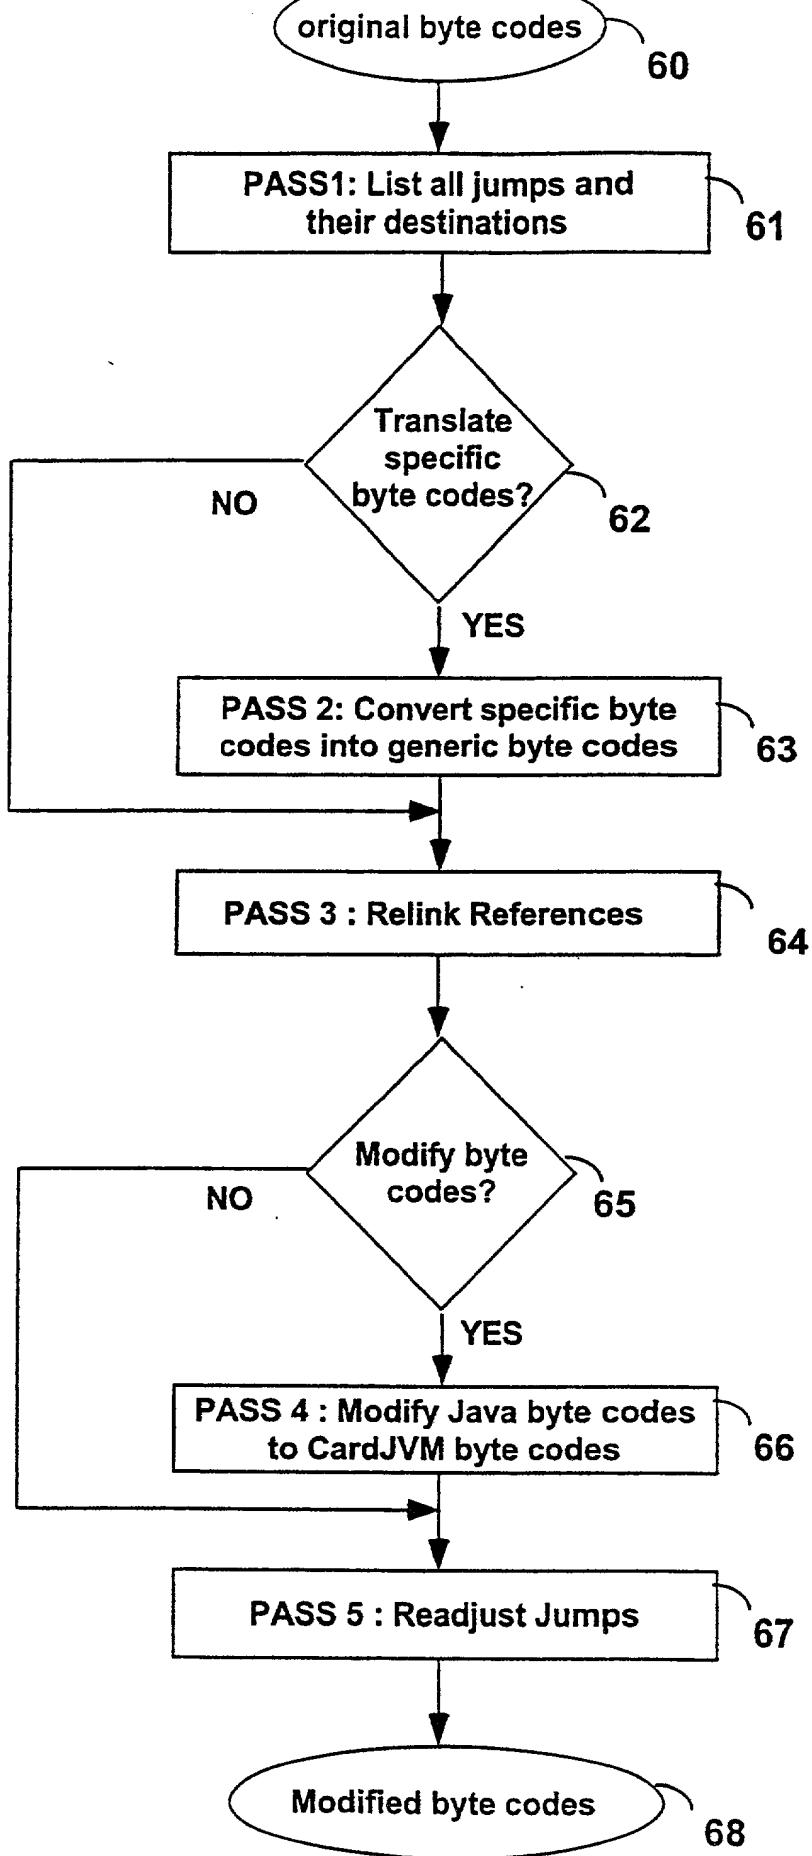 original byte codes
60
PASS1: List all jumps and
their destinations
61
Translate
specific
byte codes?
NO
62
YES
PASS 2: Convert specific byte
codes into generic byte codes
63
PASS 3 : Relink References
64
Modify byte
codes?
NO
65
YES
PASS 4 : Modify Java byte codes
to CardJVM byte codes
66
PASS 5 : Readjust Jumps
67
Modified byte codes
68